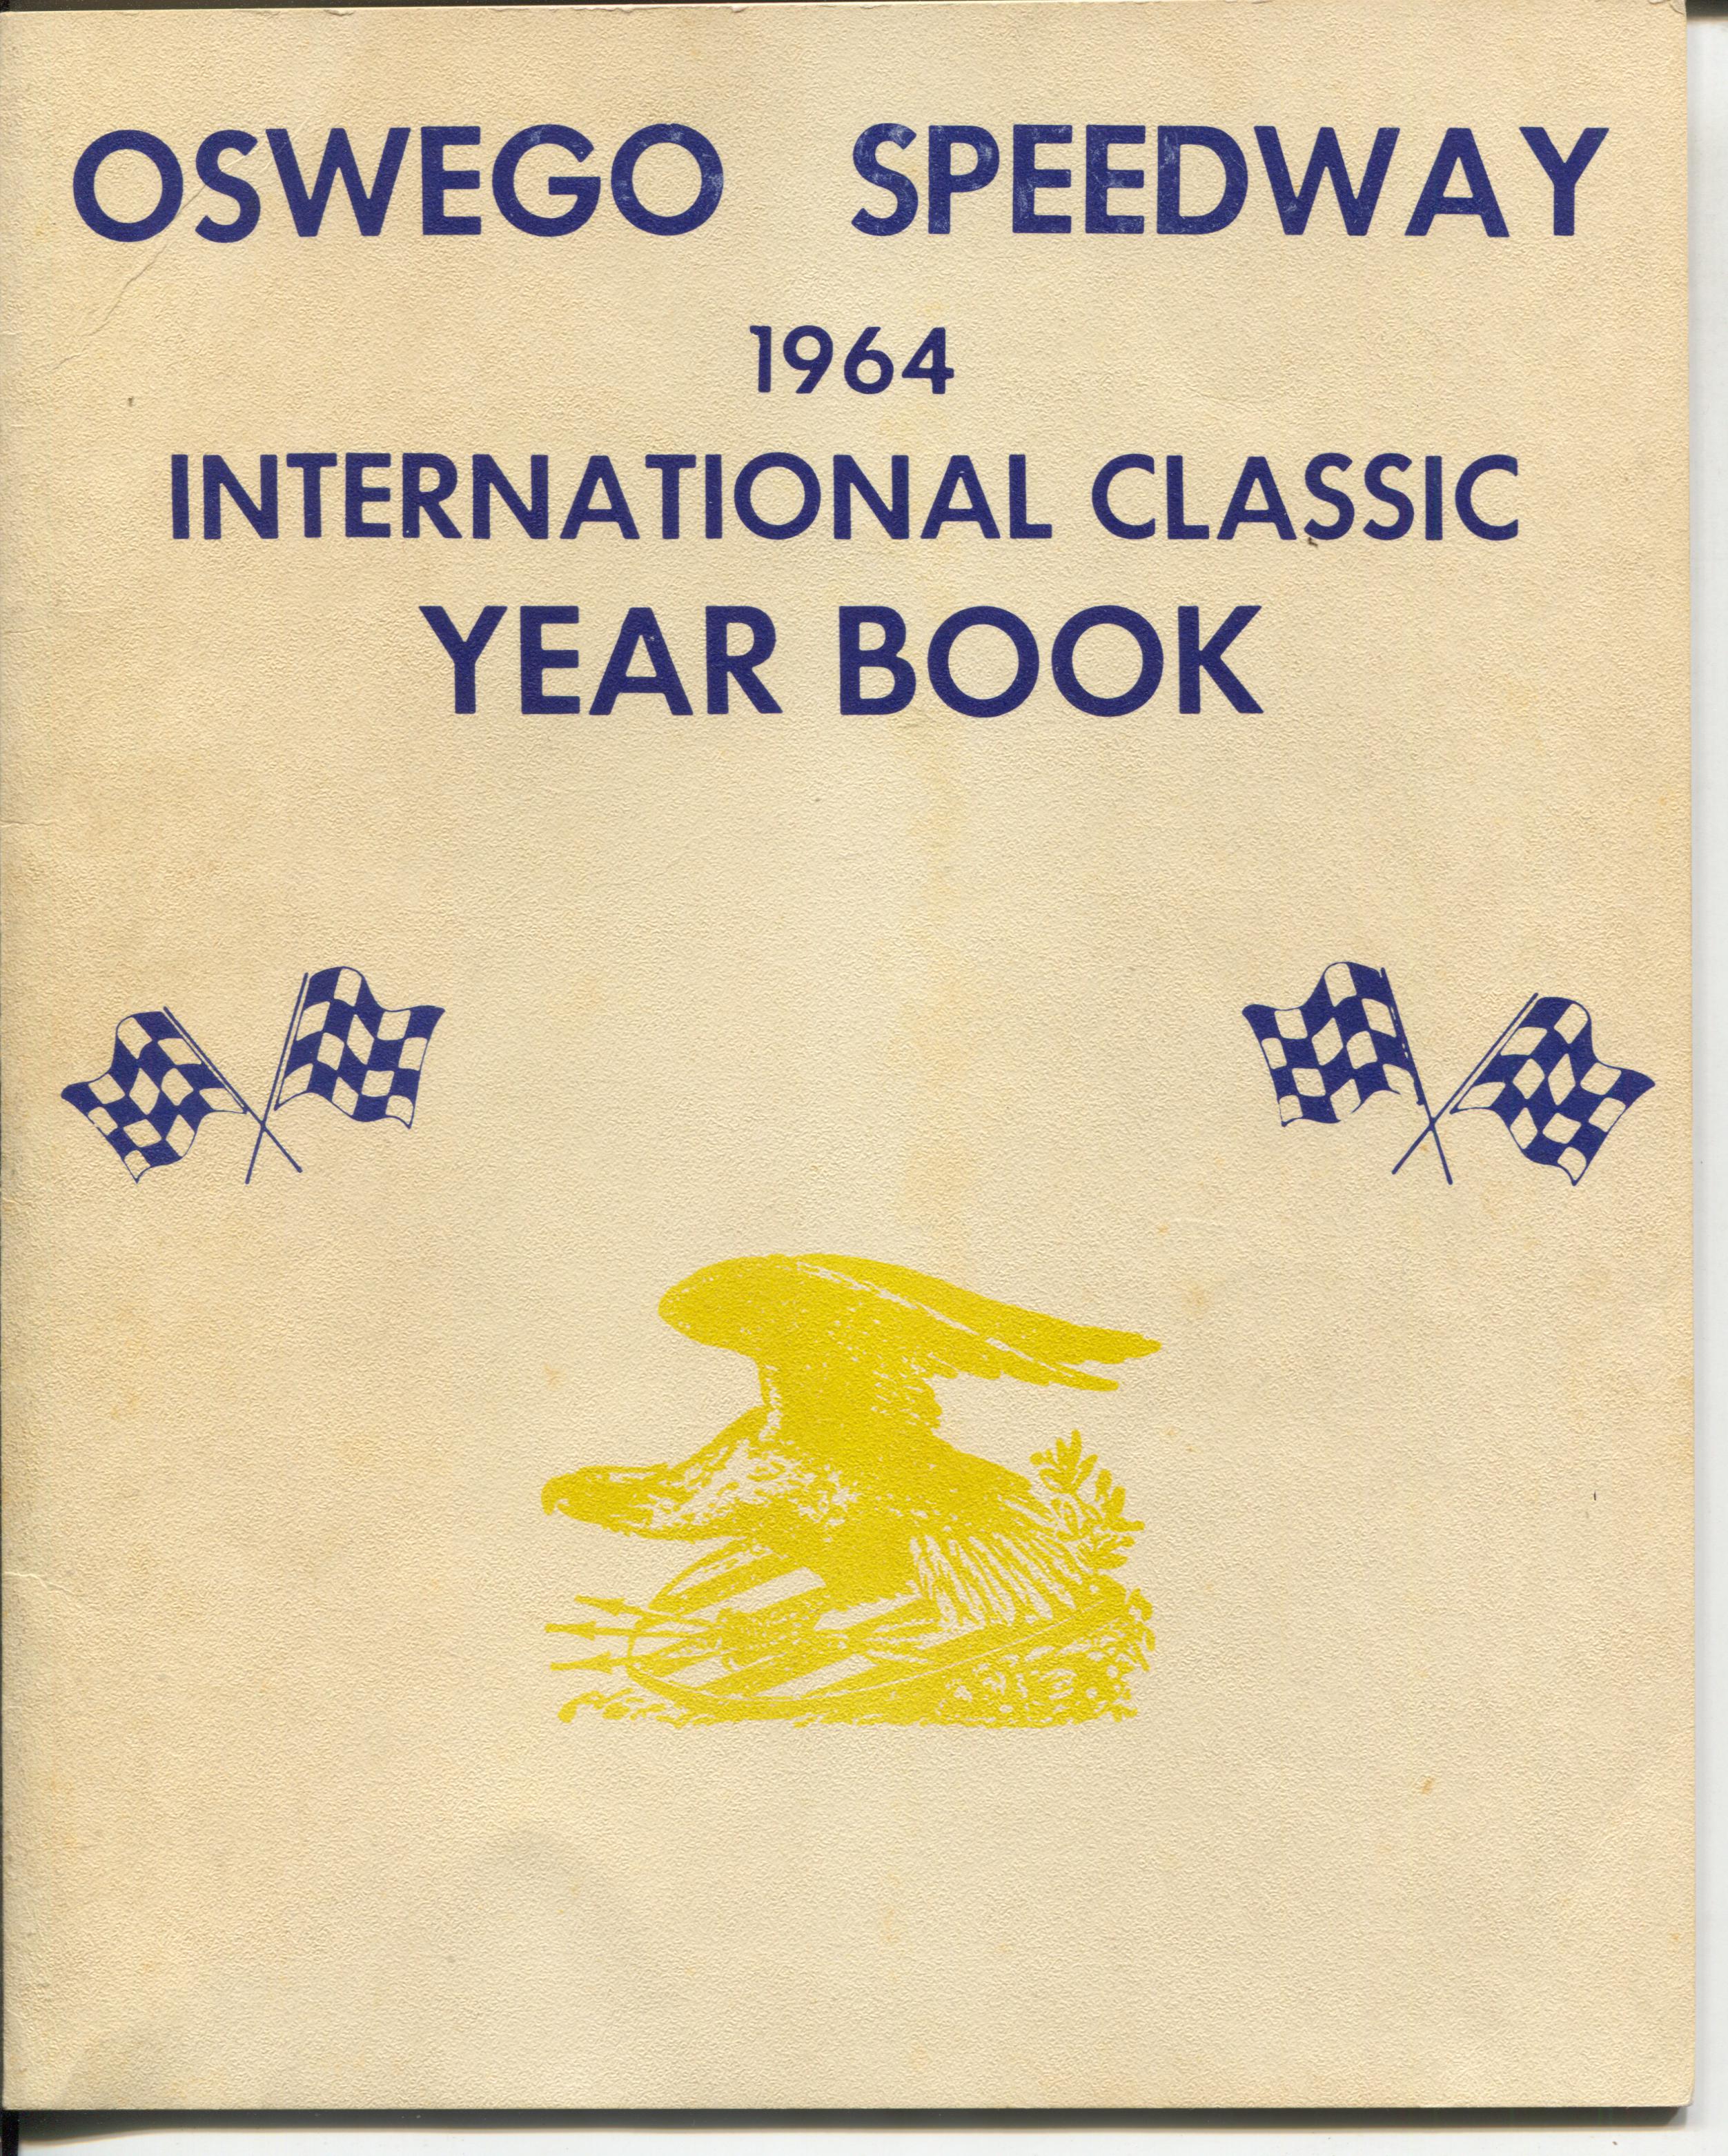 OSWEGO SPEEDWAY
1964
INTERNATIONAL CLASSIC
YEAR BOOK